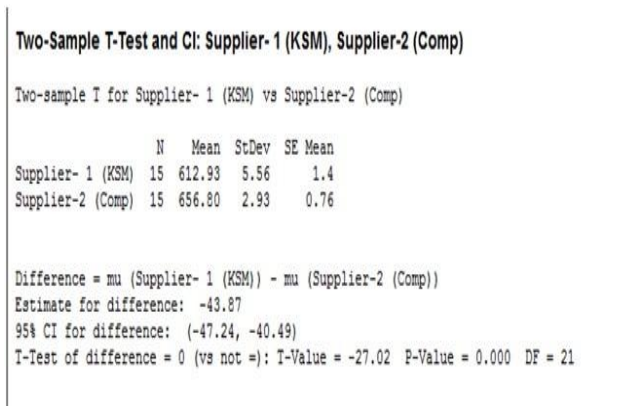 Two-Sample T-Test and CI: Supplier- 1 (KSM), Supplier-2 (Comp)
Two-sample T for Supplier- 1 (KSM) vs Supplier-2 (Comp)
N Mean StDev SE Mean
Supplier- 1 (KSM) 15 612.93 5.56 1.4
Supplier-2 (Comp) 15 656.80 2.93 0.76
Difference = mu (Supplier- 1 (KSM)) - mu (Supplier-2 (Comp))
Estimate for difference: -43.87
95% CI for difference: (-47.24, -40.49)
T-Test of difference = 0 (vs not =): T-Value = -27.02 P-Value = 0.000 DF = 21